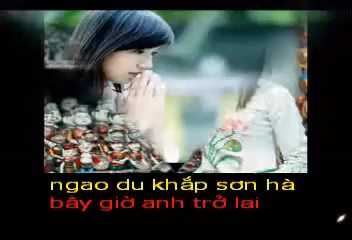 ngao du khắp sơn hà
bây giờ anh trở lai